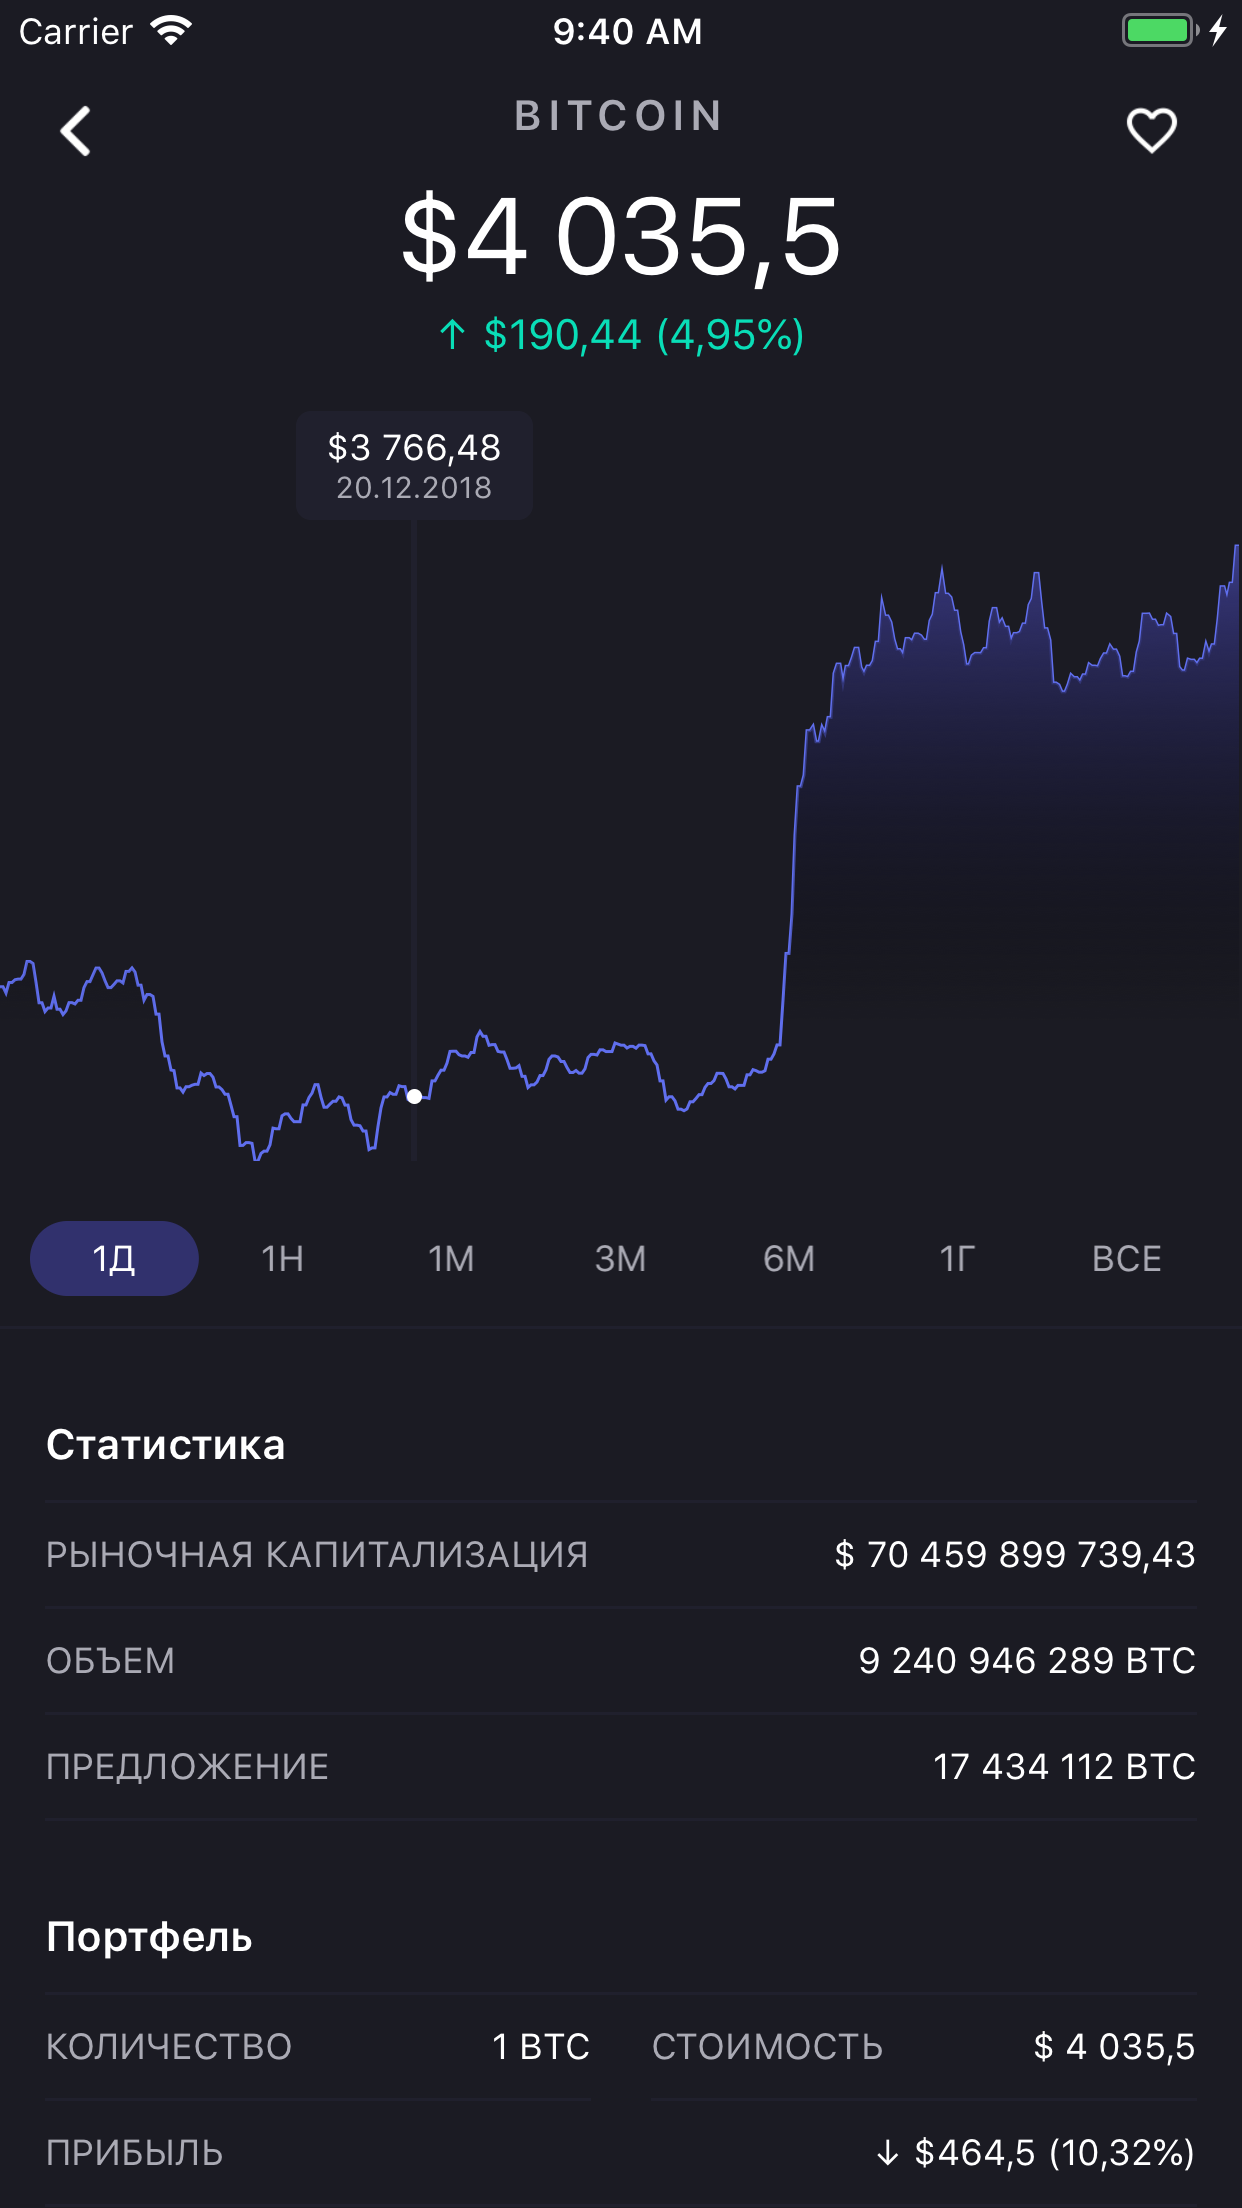 Carrier 9:40 AM
BITCOIN
$4 035,5
↑ $190,44 (4,95%)
$3 766,48
20.12.2018
1Д 1Н 1М 3М 6М 1Г ВСЕ
Статистика
РЫНОЧНАЯ КАПИТАЛИЗАЦИЯ $ 70 459 899 739,43
ОБЪЕМ 9 240 946 289 BTC
ПРЕДЛОЖЕНИЕ 17 434 112 BTC
Портфель
КОЛИЧЕСТВО 1 BTC СТОИМОСТЬ $ 4 035,5
ПРИБЫЛЬ ↓ $464,5 (10,32%)